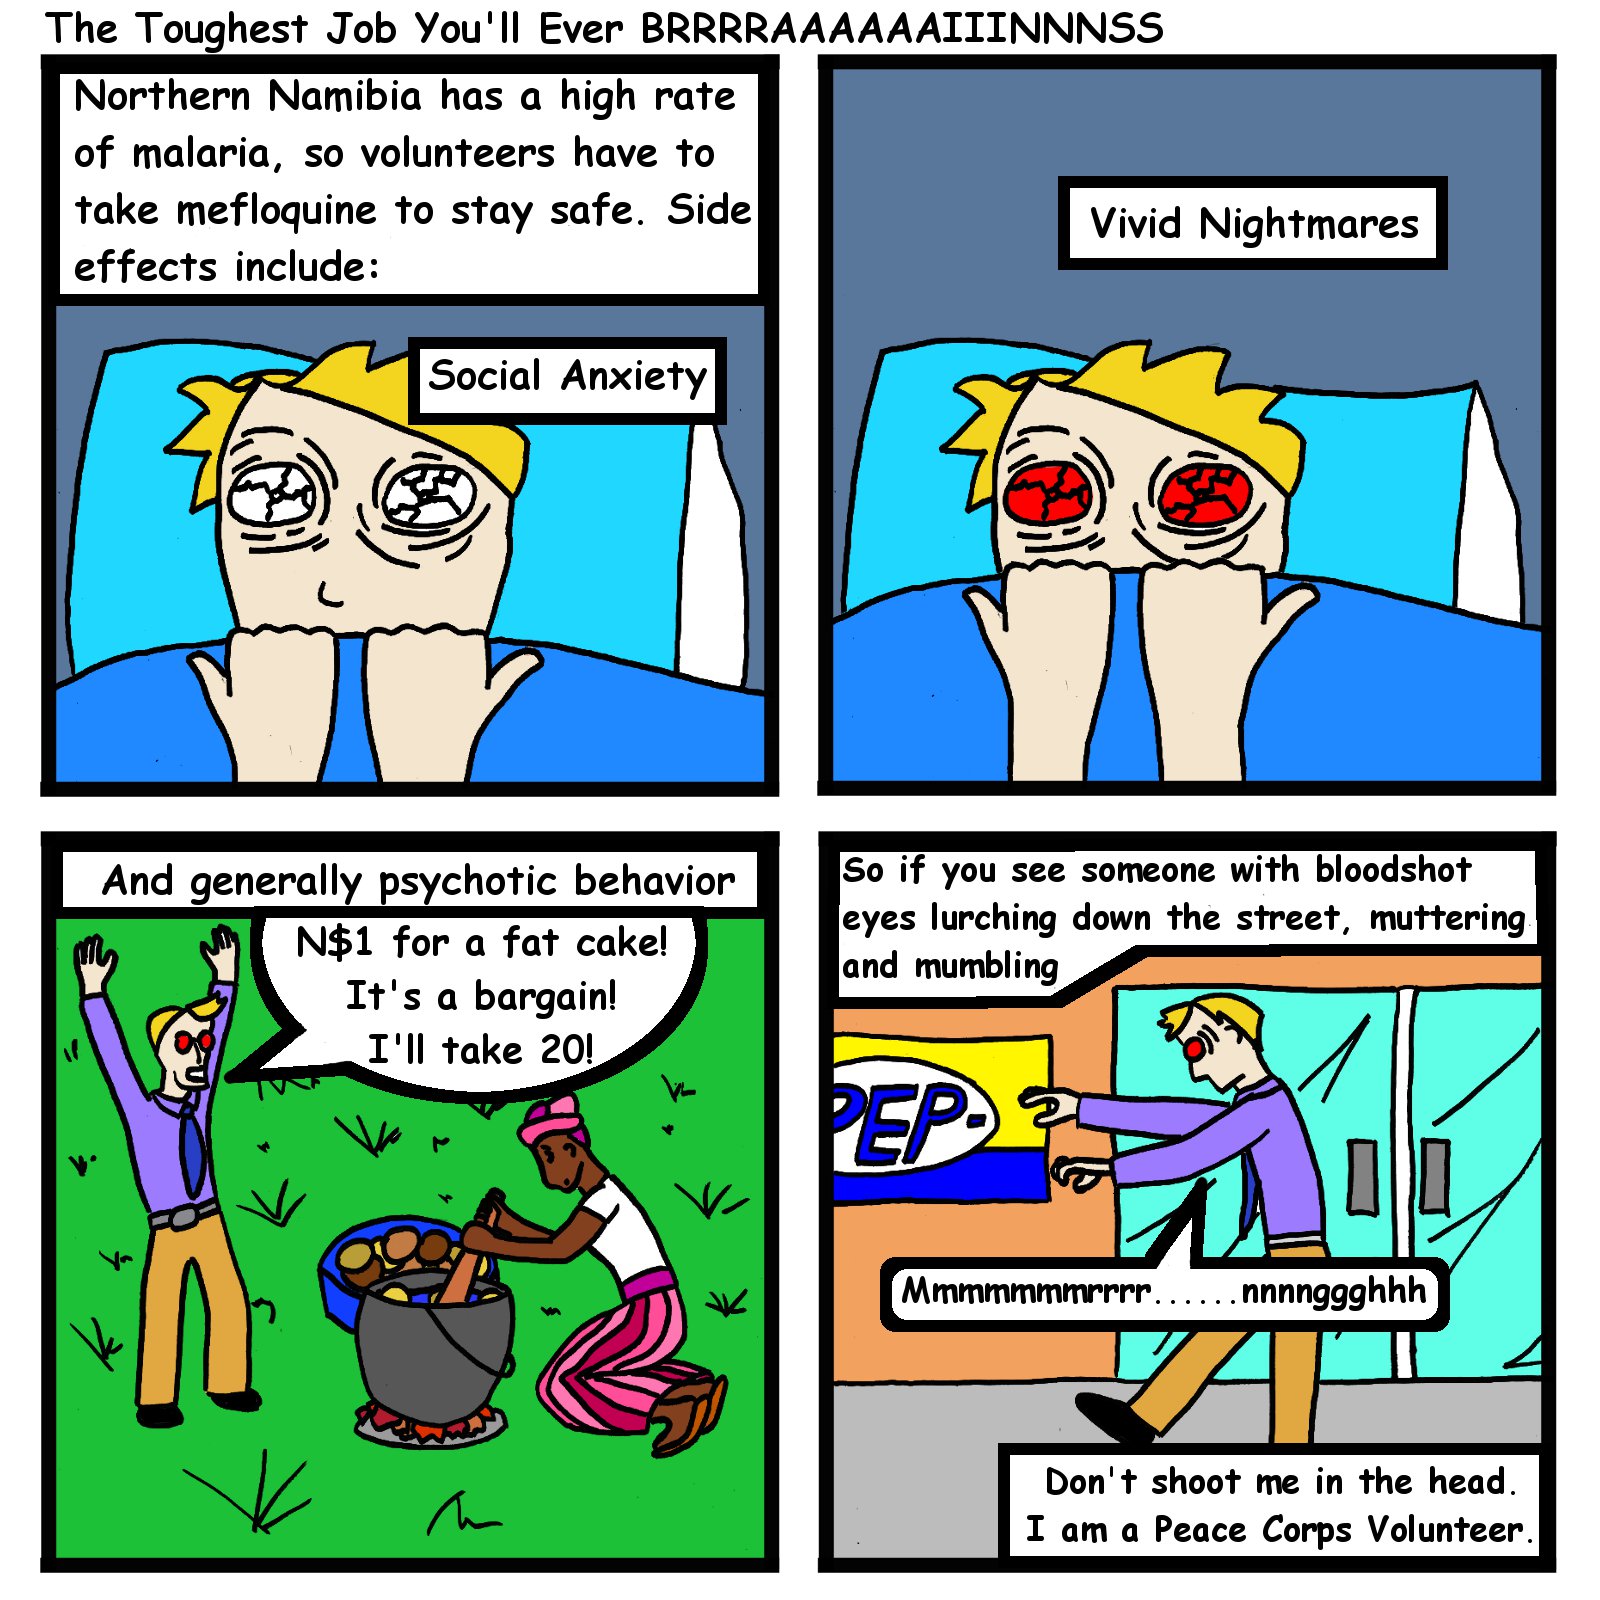 The Toughest Job You'll Ever BRRRRAAAAAAIIINNNSS
Northern Namibia has a high rate
of malaria, so volunteers have to
take mefloquine to stay safe. Side
effects include:
Social Anxiety
Vivid Nightmares
And generally psychotic behavior
N$1 for a fat cake!
It's a bargain!
I'll take 20!
So if you see someone with bloodshot
eyes lurching down the street, muttering
and mumbling
PEP-
Mmmmmmmrrrr......nnnnggghhh
Don't shoot me in the head.
I am a Peace Corps Volunteer.